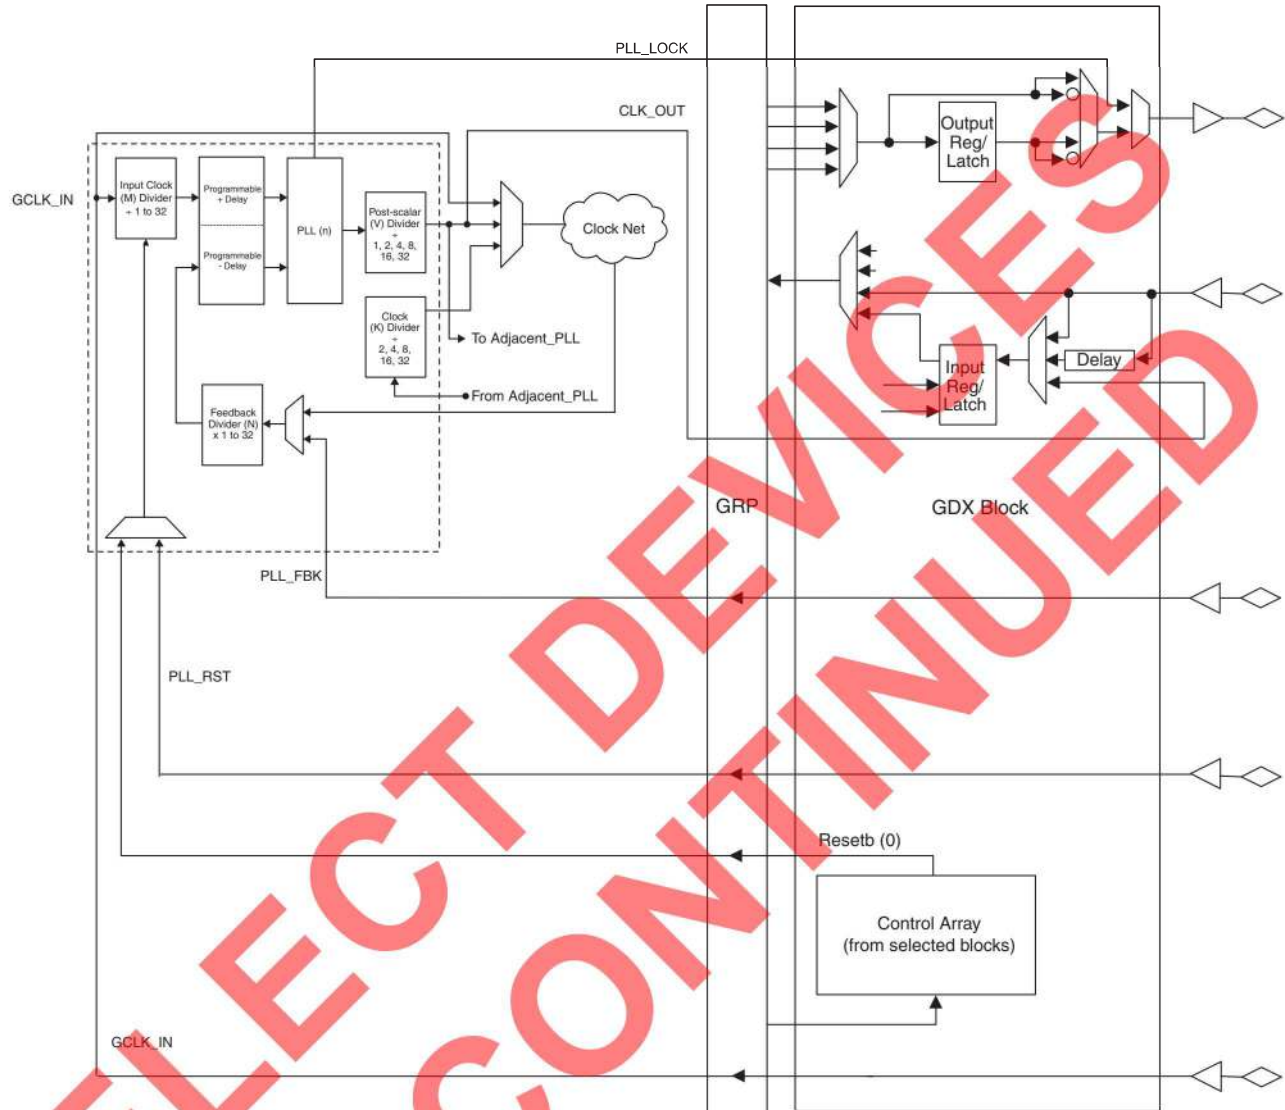 PLL_LOCK
CLK_OUT
GCLK_IN
Input Clock
(M) Divider
÷ 1 to 32
Programmable
+ Delay
Programmable
- Delay
PLL (n)
Post-scalar
(V) Divider
÷
1, 2, 4, 8,
16, 32
Clock Net
Clock
(K) Divider
÷
2, 4, 8,
16, 32
To Adjacent_PLL
From Adjacent_PLL
Feedback
Divider (N)
x 1 to 32
Output
Reg/
Latch
Input
Reg/
Latch
Delay
GRP
GDX Block
PLL_FBK
PLL_RST
Resetb (0)
Control Array
(from selected blocks)
GCLK_IN
ELECT DEVICES
CONTINUED